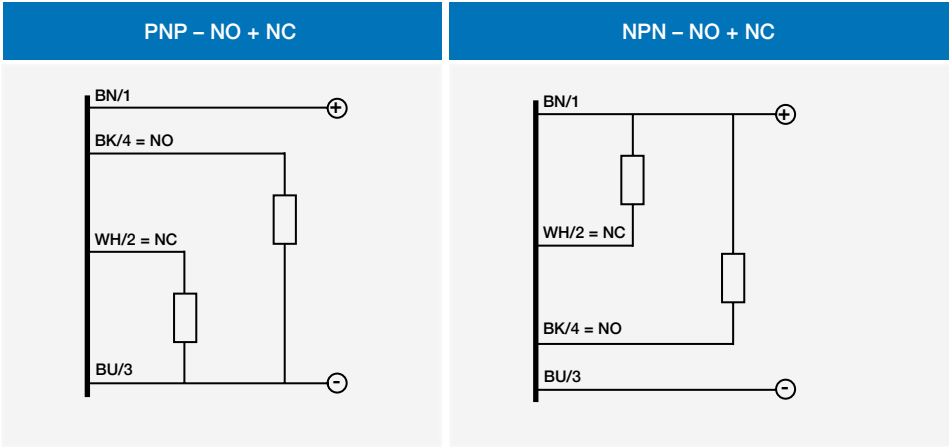 PNP – NO + NC
BN/1
+
BK/4 = NO
WH/2 = NC
BU/3
-
NPN – NO + NC
BN/1
+
WH/2 = NC
BK/4 = NO
BU/3
-